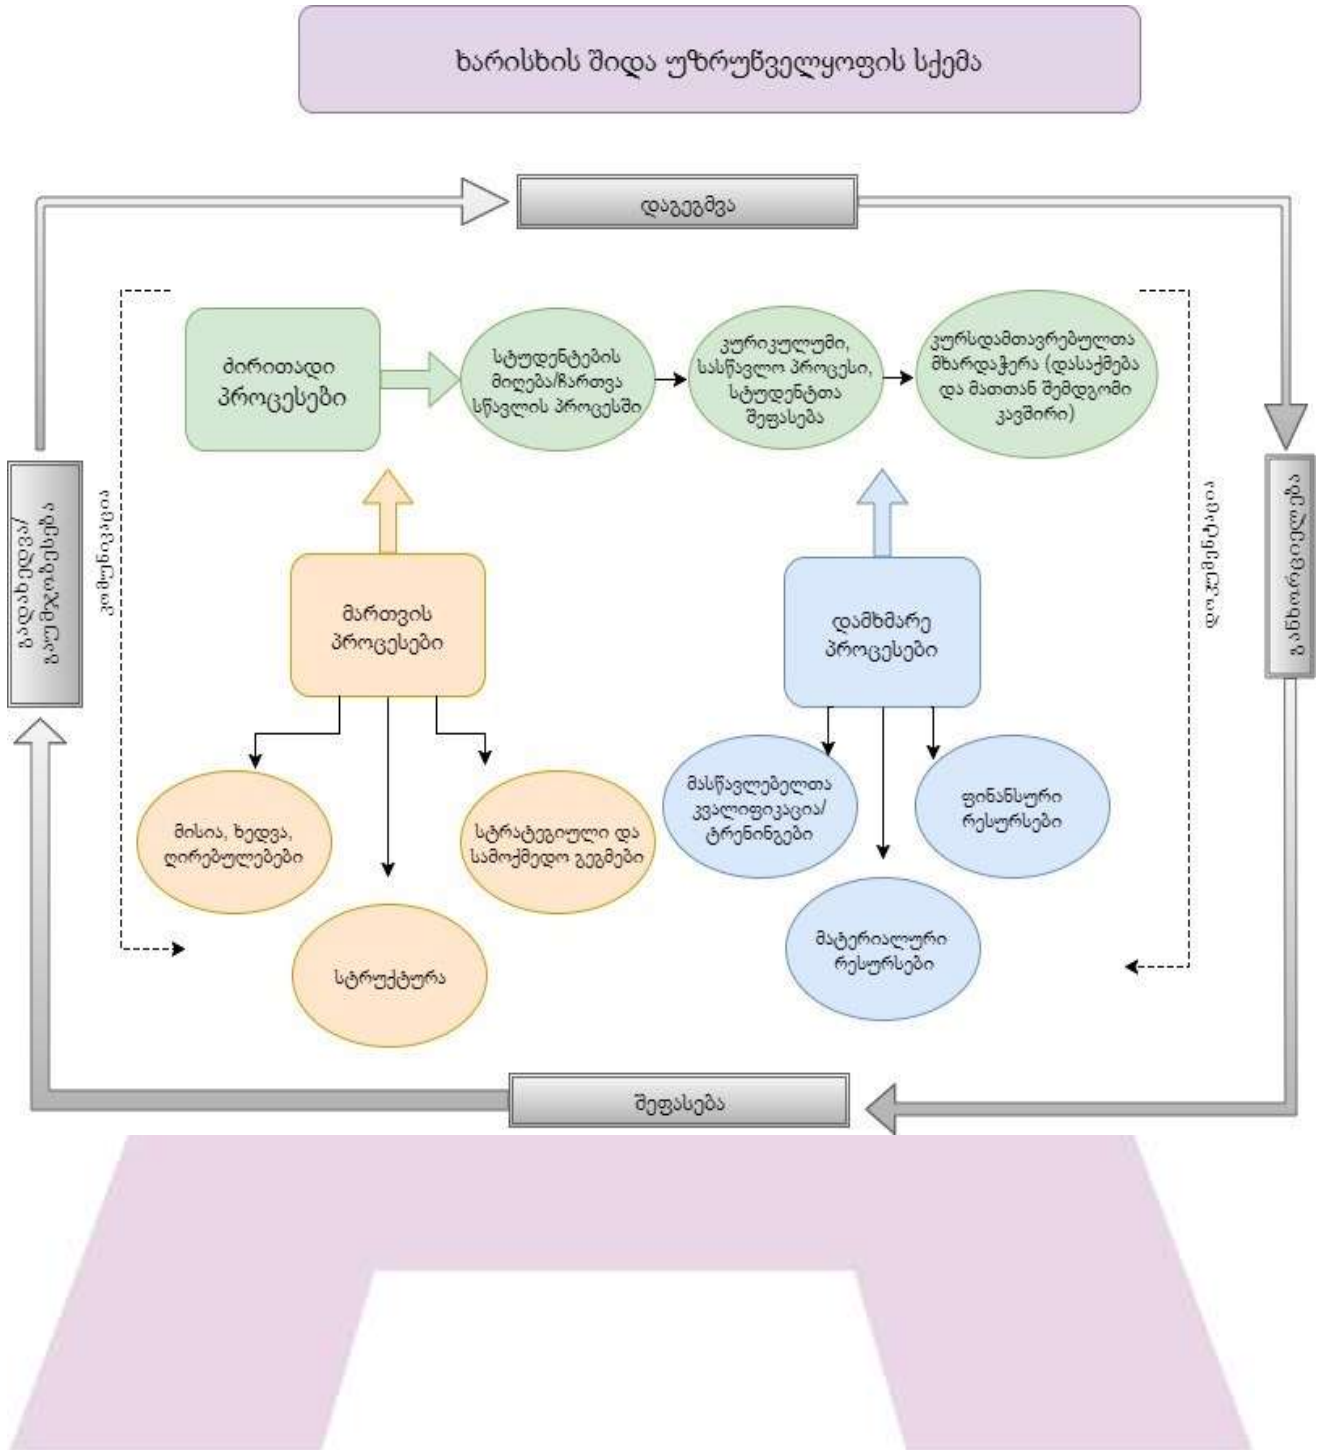 ხარისხის შიდა უზრუნველყოფის სქემა
დაგეგმვა
ძირითადი
პროცესები
სტუდენტების
მიღება/ჩართვა
სწავლის პროცესში
კურიკულუმი,
სასწავლო პროცესი,
სტუდენტთა
შეფასება
კურსდამთავრებულთა
მხარდაჭერა (დასაქმება
და მათთან შემდგომი
კავშირი)
გადახედვა/
გაუმჯობესება
კომუნიკაცია
დოკუმენტაცია
განხორციელება
მართვის
პროცესები
დამხმარე
პროცესები
მისია, ხედვა,
ღირებულებები
სტრატეგიული და
სამოქმედო გეგმები
სტრუქტურა
მასწავლებელთა
კვალიფიკაცია/
ტრენინგები
ფინანსური
რესურსები
მატერიალური
რესურსები
შეფასება